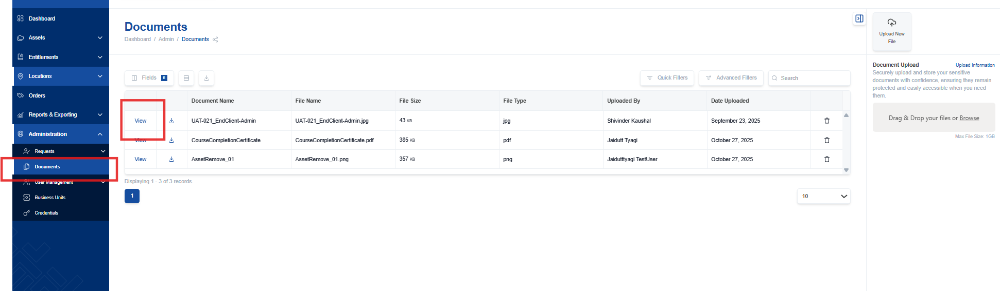 Dashboard
Assets
Entitlements
Locations
Orders
Reports & Exporting
Administration
Requests
Documents
User Management
Business Units
Credentials
Documents
Dashboard / Admin / Documents
Fields 6
Quick Filters
Advanced Filters
Search
Document Name File Name File Size File Type Uploaded By Date Uploaded
View UAT-021_EndClient-Admin UAT-021_EndClient-Admin.jpg 43 KB jpg Shivinder Kaushal September 23, 2025
View CourseCompletionCertificate CourseCompletionCertificate.pdf 385 KB pdf Jaidutt Tyagi October 27, 2025
View AssetRemove_01 AssetRemove_01.png 357 KB png Jaidutttyagi TestUser October 27, 2025
Displaying 1 - 3 of 3 records.
1
10
Upload New
File
Document Upload Upload Information
Securely upload and store your sensitive
documents with confidence, ensuring they remain
protected and easily accessible when you need
them.
Drag & Drop your files or Browse
Max File Size: 1GB